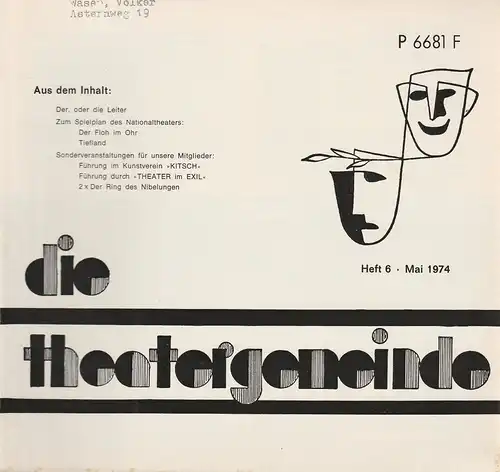 Wasen, Volker
Asternweg 19
P 6681 F
Aus dem Inhalt:
Der, oder die Leiter
Zum Spielplan des Nationaltheaters:
Der Floh im Ohr
Tiefland
Sonderveranstaltungen für unsere Mitglieder:
Führung im Kunstverein »KITSCH«
Führung durch »THEATER im EXIL«
2 x Der Ring des Nibelungen
Heft 6 · Mai 1974
die
theatergemeinde